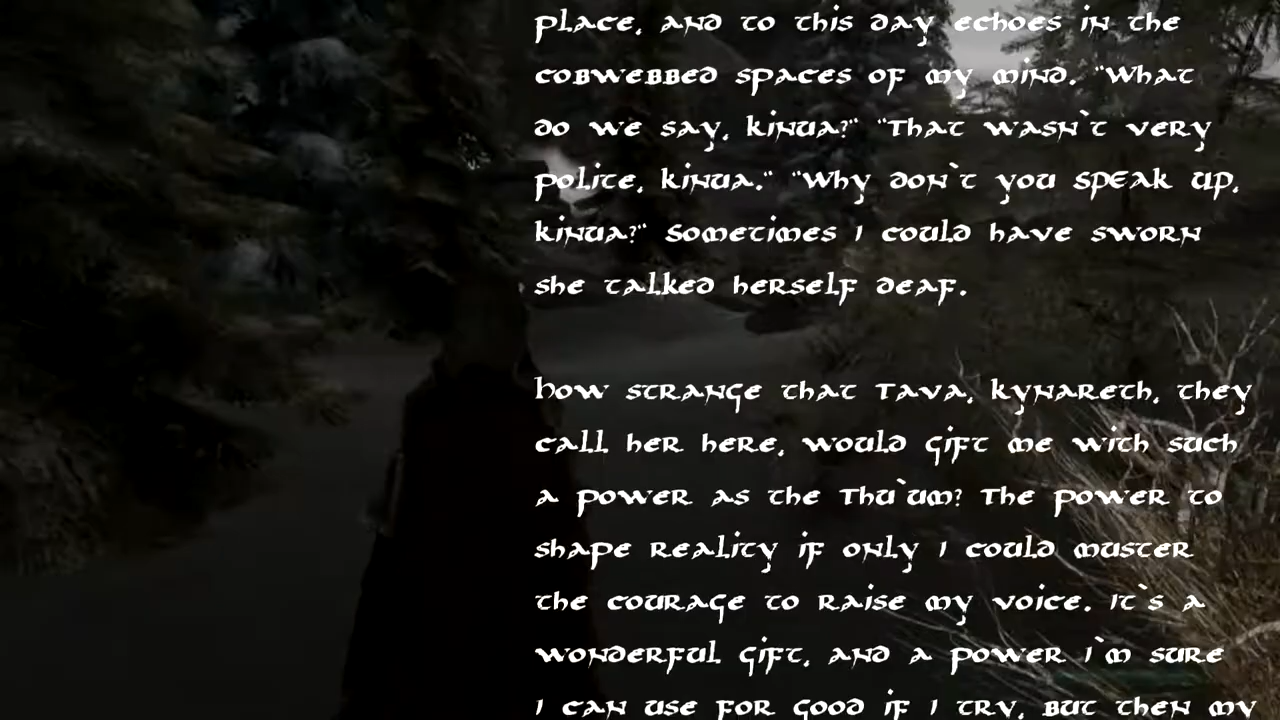 place, and to this day echoes in the
cobwebbed spaces of my mind. "What
do we say, Kinua?" "That wasn't very
polite, Kinua." "Why don't you SPEAK UP,
Kinua?" Sometimes I could have sworn
she talked herself deaf.
How strange that Tava, Kynareth, they
call her here, would gift me with such
a power as the Thu'um? The power to
shape reality if only I could muster
the courage to raise my voice. It's a
wonderful gift, and a power I'm sure
I can use for good if I try, but then my